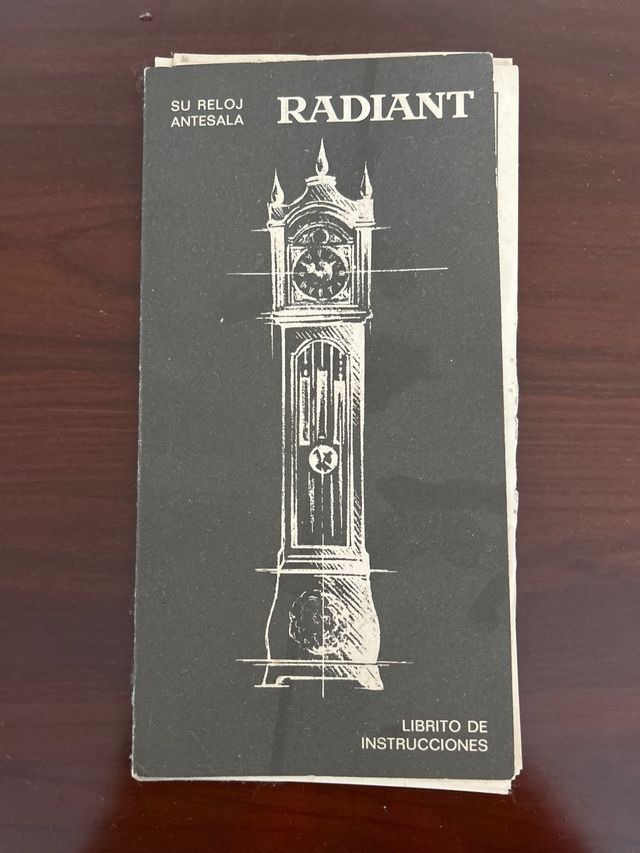 SU RELOJ
ANTESALA
RADIANT
LIBRITO DE
INSTRUCCIONES